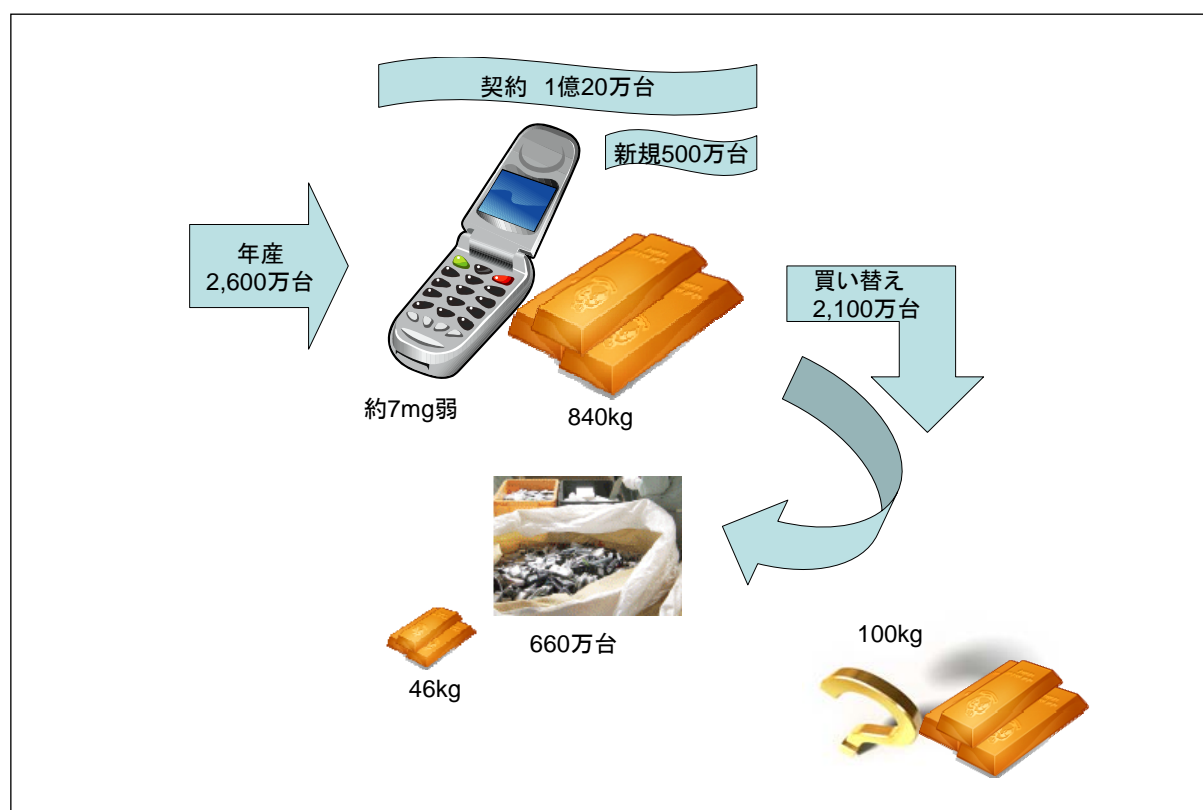 契約 1億20万台
新規500万台
年産
2,600万台
買い替え
2,100万台
約7mg弱
840kg
660万台
46kg
100kg